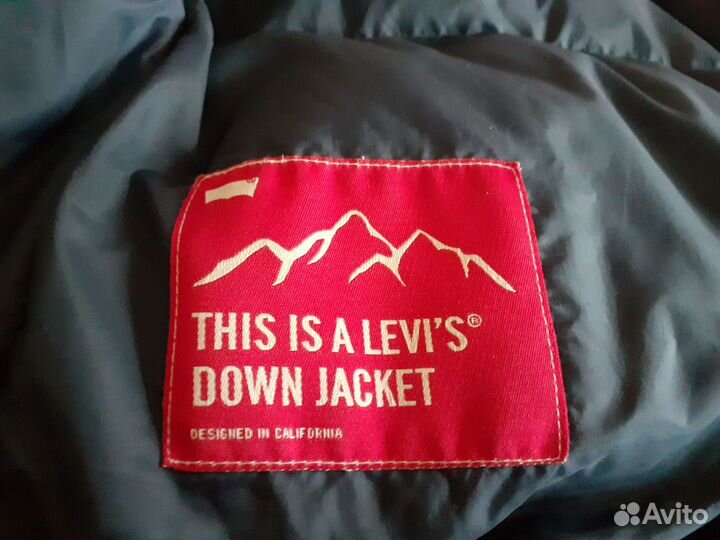 THIS IS A LEVI'S®
DOWN JACKET
DESIGNED IN CALIFORNIA
Avito